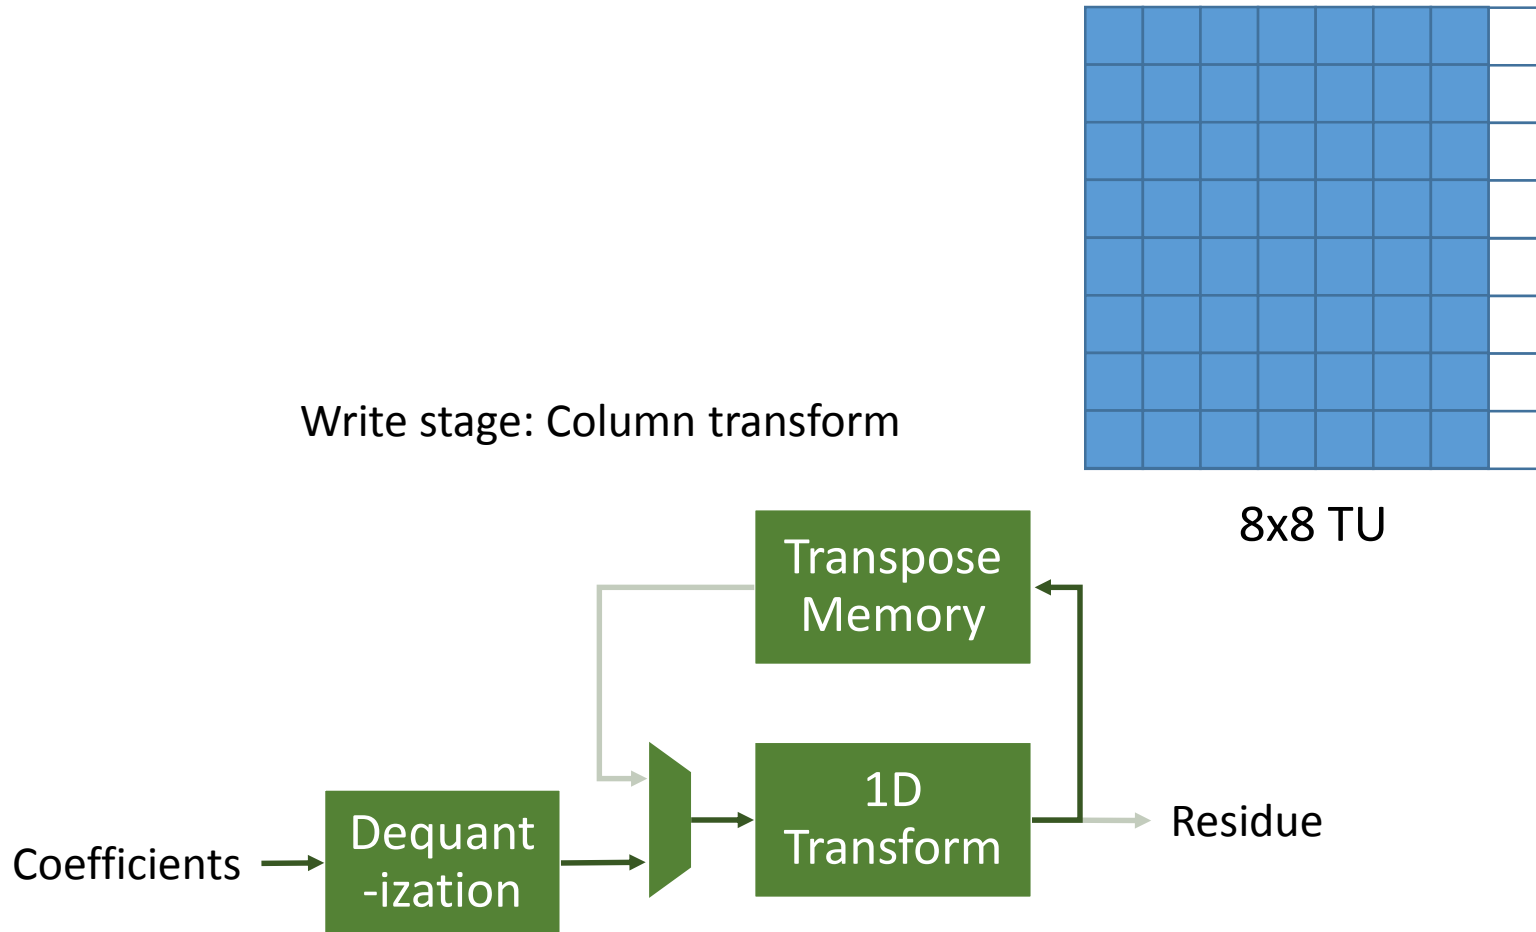 Write stage: Column transform
8x8 TU
Transpose
Memory
1D
Transform
Residue
Dequant
-ization
Coefficients